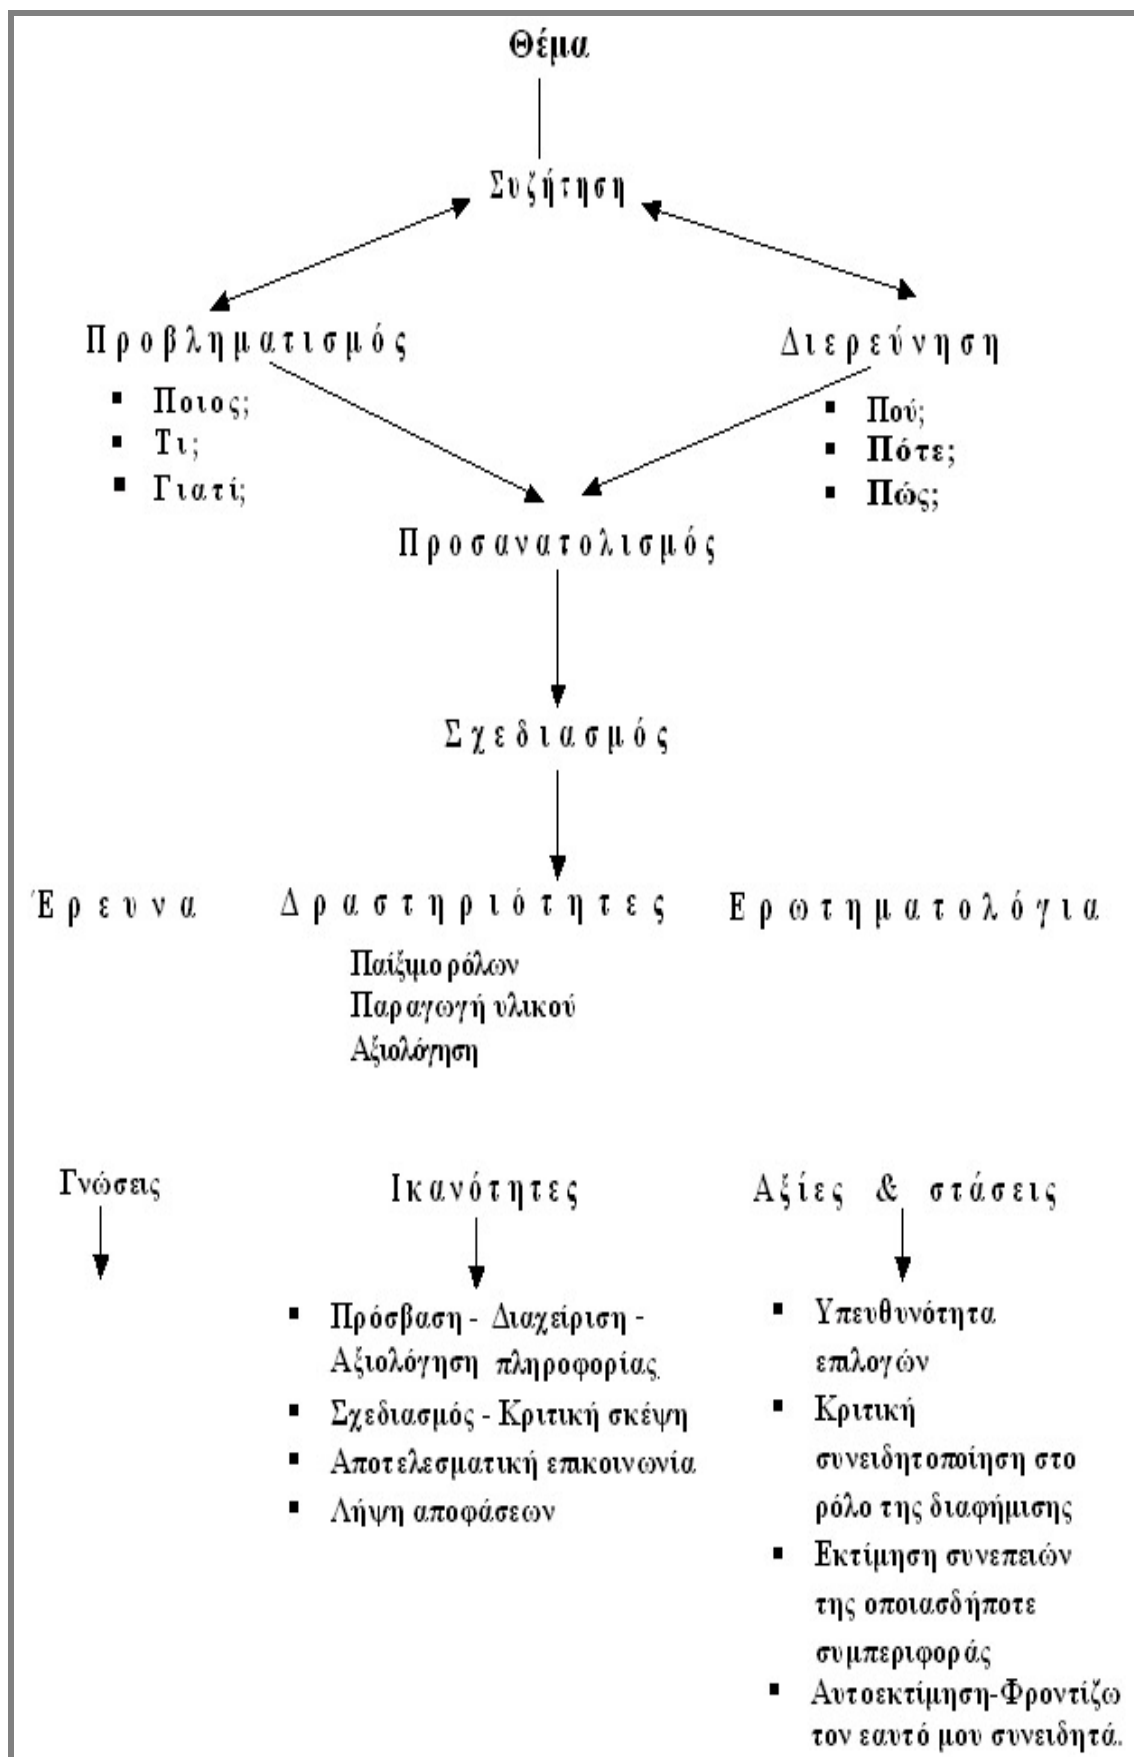 Θέμα
Συζήτηση
Προβληματισμός
▪ Ποιος;
▪ Τι;
▪ Γιατί;
Διερεύνηση
▪ Πού;
▪ Πότε;
▪ Πώς;
Προσανατολισμός
Σχεδιασμός
Έρευνα Δραστηριότητες Ερωτηματολόγια
Παίξιμο ρόλων
Παραγωγή υλικού
Αξιολόγηση
Γνώσεις Ικανότητες Αξίες & στάσεις
▪ Πρόσβαση - Διαχείριση -
Αξιολόγηση πληροφορίας
▪ Σχεδιασμός - Κριτική σκέψη
▪ Αποτελεσματική επικοινωνία
▪ Λήψη αποφάσεων
▪ Υπευθυνότητα
επιλογών
▪ Κριτική
συνειδητοποίηση στο
ρόλο της διαφήμισης
▪ Εκτίμηση συνεπειών
της οποιασδήποτε
συμπεριφοράς
▪ Αυτοεκτίμηση-Φροντίζω
τον εαυτό μου συνειδητά.